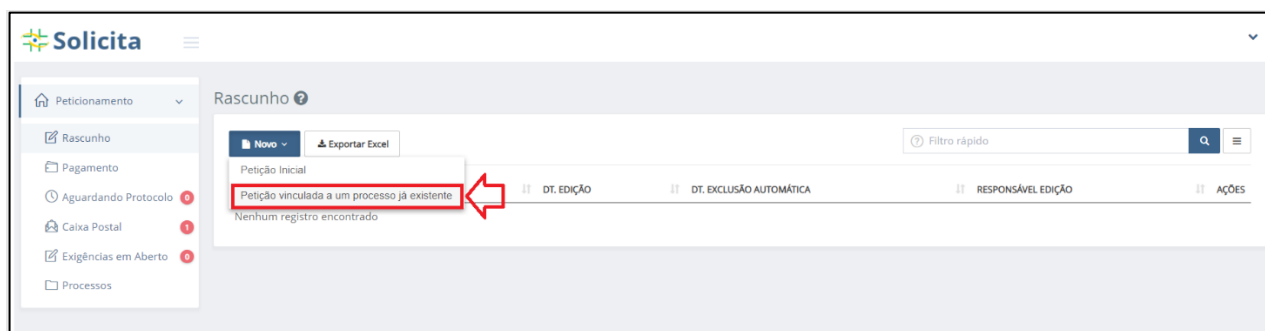 Solicita
Peticionamento
Rascunho
Pagamento
Aguardando Protocolo 0
Caixa Postal 1
Exigências em Aberto 0
Processos
Rascunho
Novo
Exportar Excel
Filtro rápido
Petição Inicial
Petição vinculada a um processo já existente
DT. EDIÇÃO
DT. EXCLUSÃO AUTOMÁTICA
RESPONSÁVEL EDIÇÃO
AÇÕES
Nenhum registro encontrado